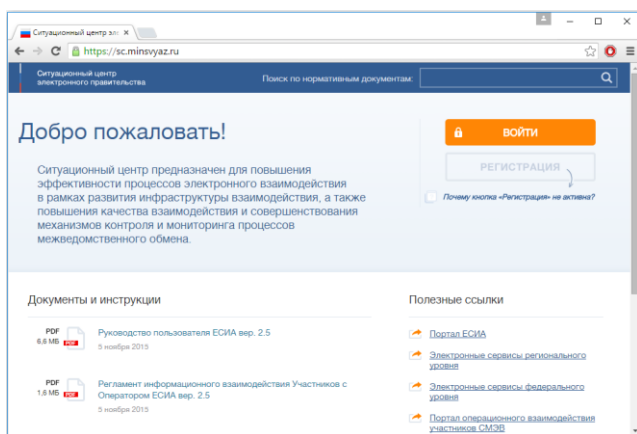 Ситуационный центр эле
https://sc.minsvyaz.ru
Ситуационный центр
электронного правительства
Поиск по нормативным документам:
Добро пожаловать!
Ситуационный центр предназначен для повышения
эффективности процессов электронного взаимодействия
в рамках развития инфраструктуры взаимодействия, а также
повышения качества взаимодействия и совершенствования
механизмов контроля и мониторинга процессов
межведомственного обмена.
ВОЙТИ
РЕГИСТРАЦИЯ
Почему кнопка «Регистрация» не активна?
Документы и инструкции
PDF
6,6 МБ
PDF
Руководство пользователя ЕСИА вер. 2.5
5 ноября 2015
PDF
1,6 МБ
PDF
Регламент информационного взаимодействия Участников с
Оператором ЕСИА вер. 2.5
5 ноября 2015
Полезные ссылки
Портал ЕСИА
Электронные сервисы регионального
уровня
Электронные сервисы федерального
уровня
Портал операционного взаимодействия
участников СМЭВ